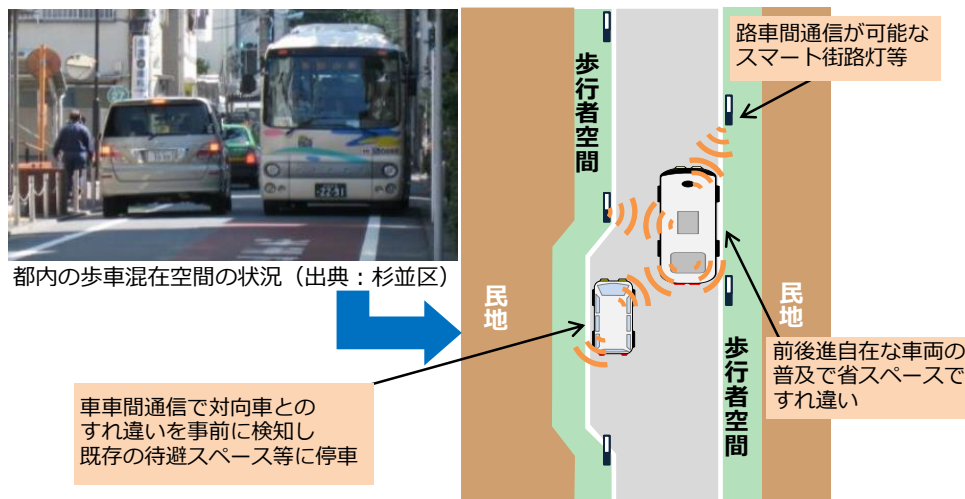 路車間通信が可能な
スマート街路灯等
歩行者空間
都内の歩車混在空間の状況（出典：杉並区）
民地
民地
前後進自在な車両の
普及で省スペースで
すれ違い
歩行者空間
車車間通信で対向車との
すれ違いを事前に検知し
既存の待避スペース等に停車